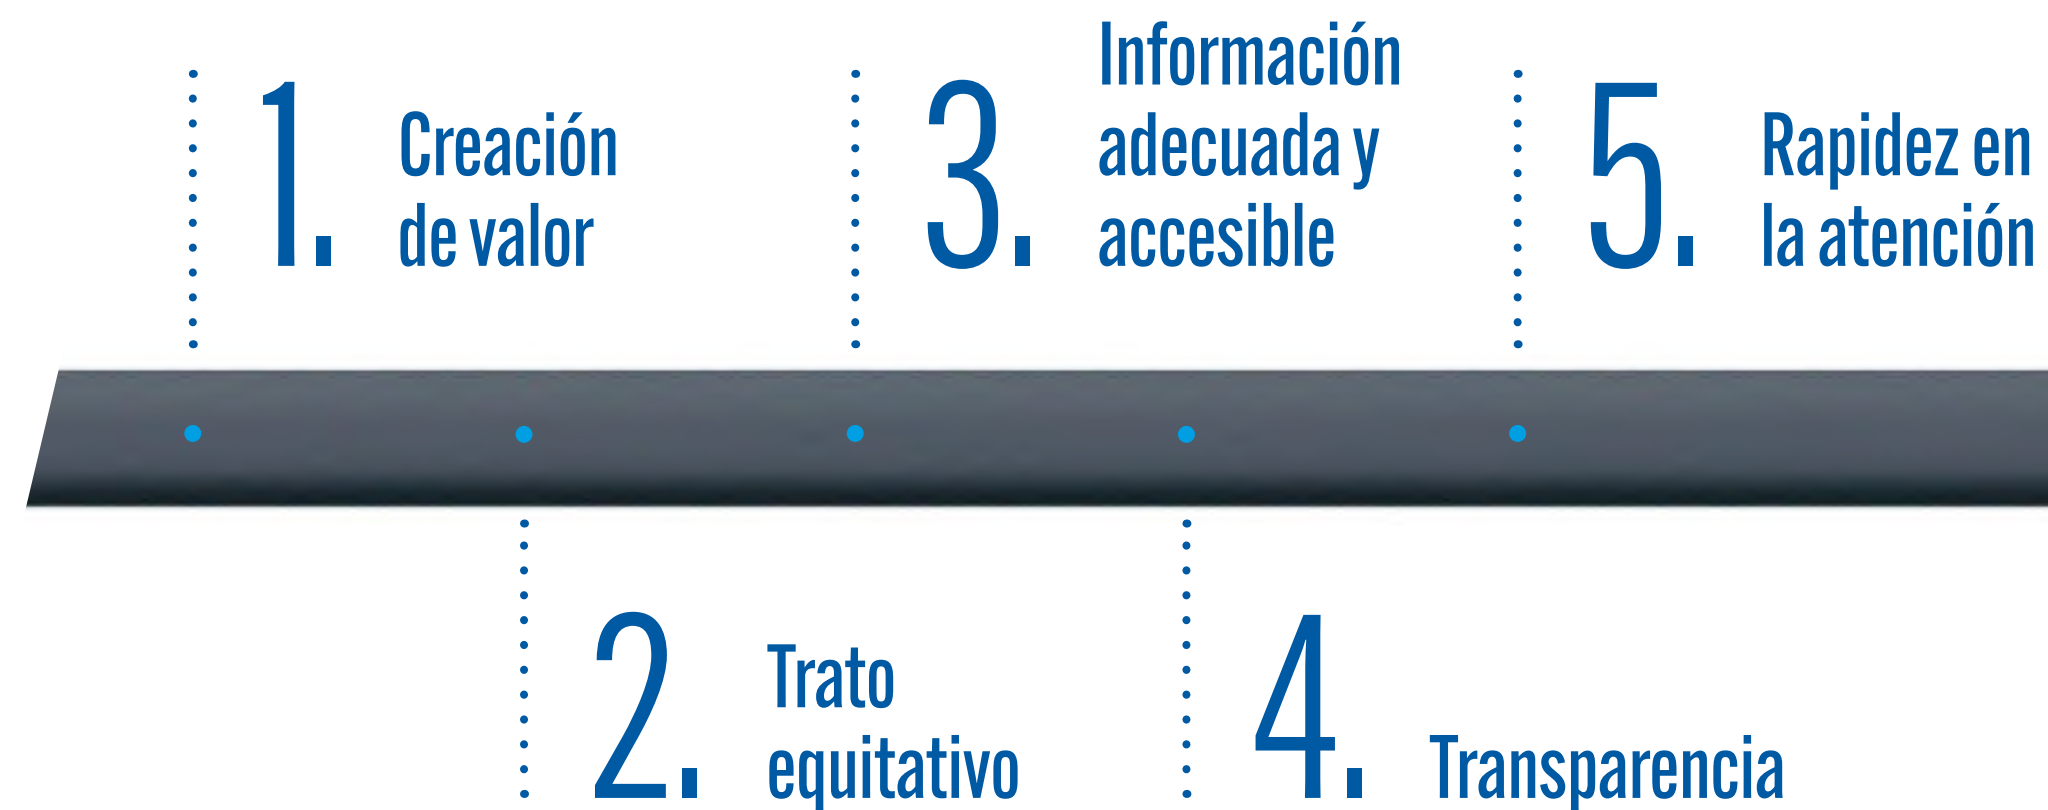 1. Creación
de valor
2. Trato
equitativo
3. Información
adecuada y
accesible
4. Transparencia
5. Rapidez en
la atención